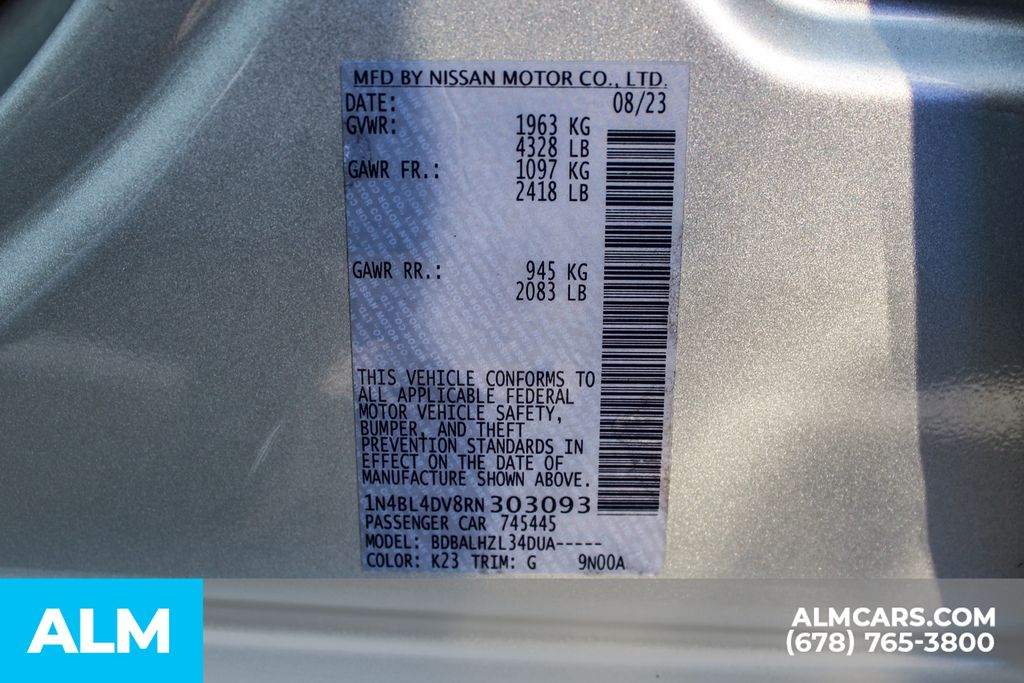 MFD BY NISSAN MOTOR CO., LTD.
DATE: 08/23
GVWR: 1963 KG
4328 LB
GAWR FR.: 1097 KG
2418 LB
GAWR RR.: 945 KG
2083 LB
THIS VEHICLE CONFORMS TO
ALL APPLICABLE FEDERAL
MOTOR VEHICLE SAFETY,
BUMPER, AND THEFT
PREVENTION STANDARDS IN
EFFECT ON THE DATE OF
MANUFACTURE SHOWN ABOVE.
1N4BL4DV8RN303093
PASSENGER CAR 745445
MODEL: BDBALHZL34DUA-----
COLOR: K23 TRIM: G 9N00A
ALM
ALMCARS.COM
(678) 765-3800